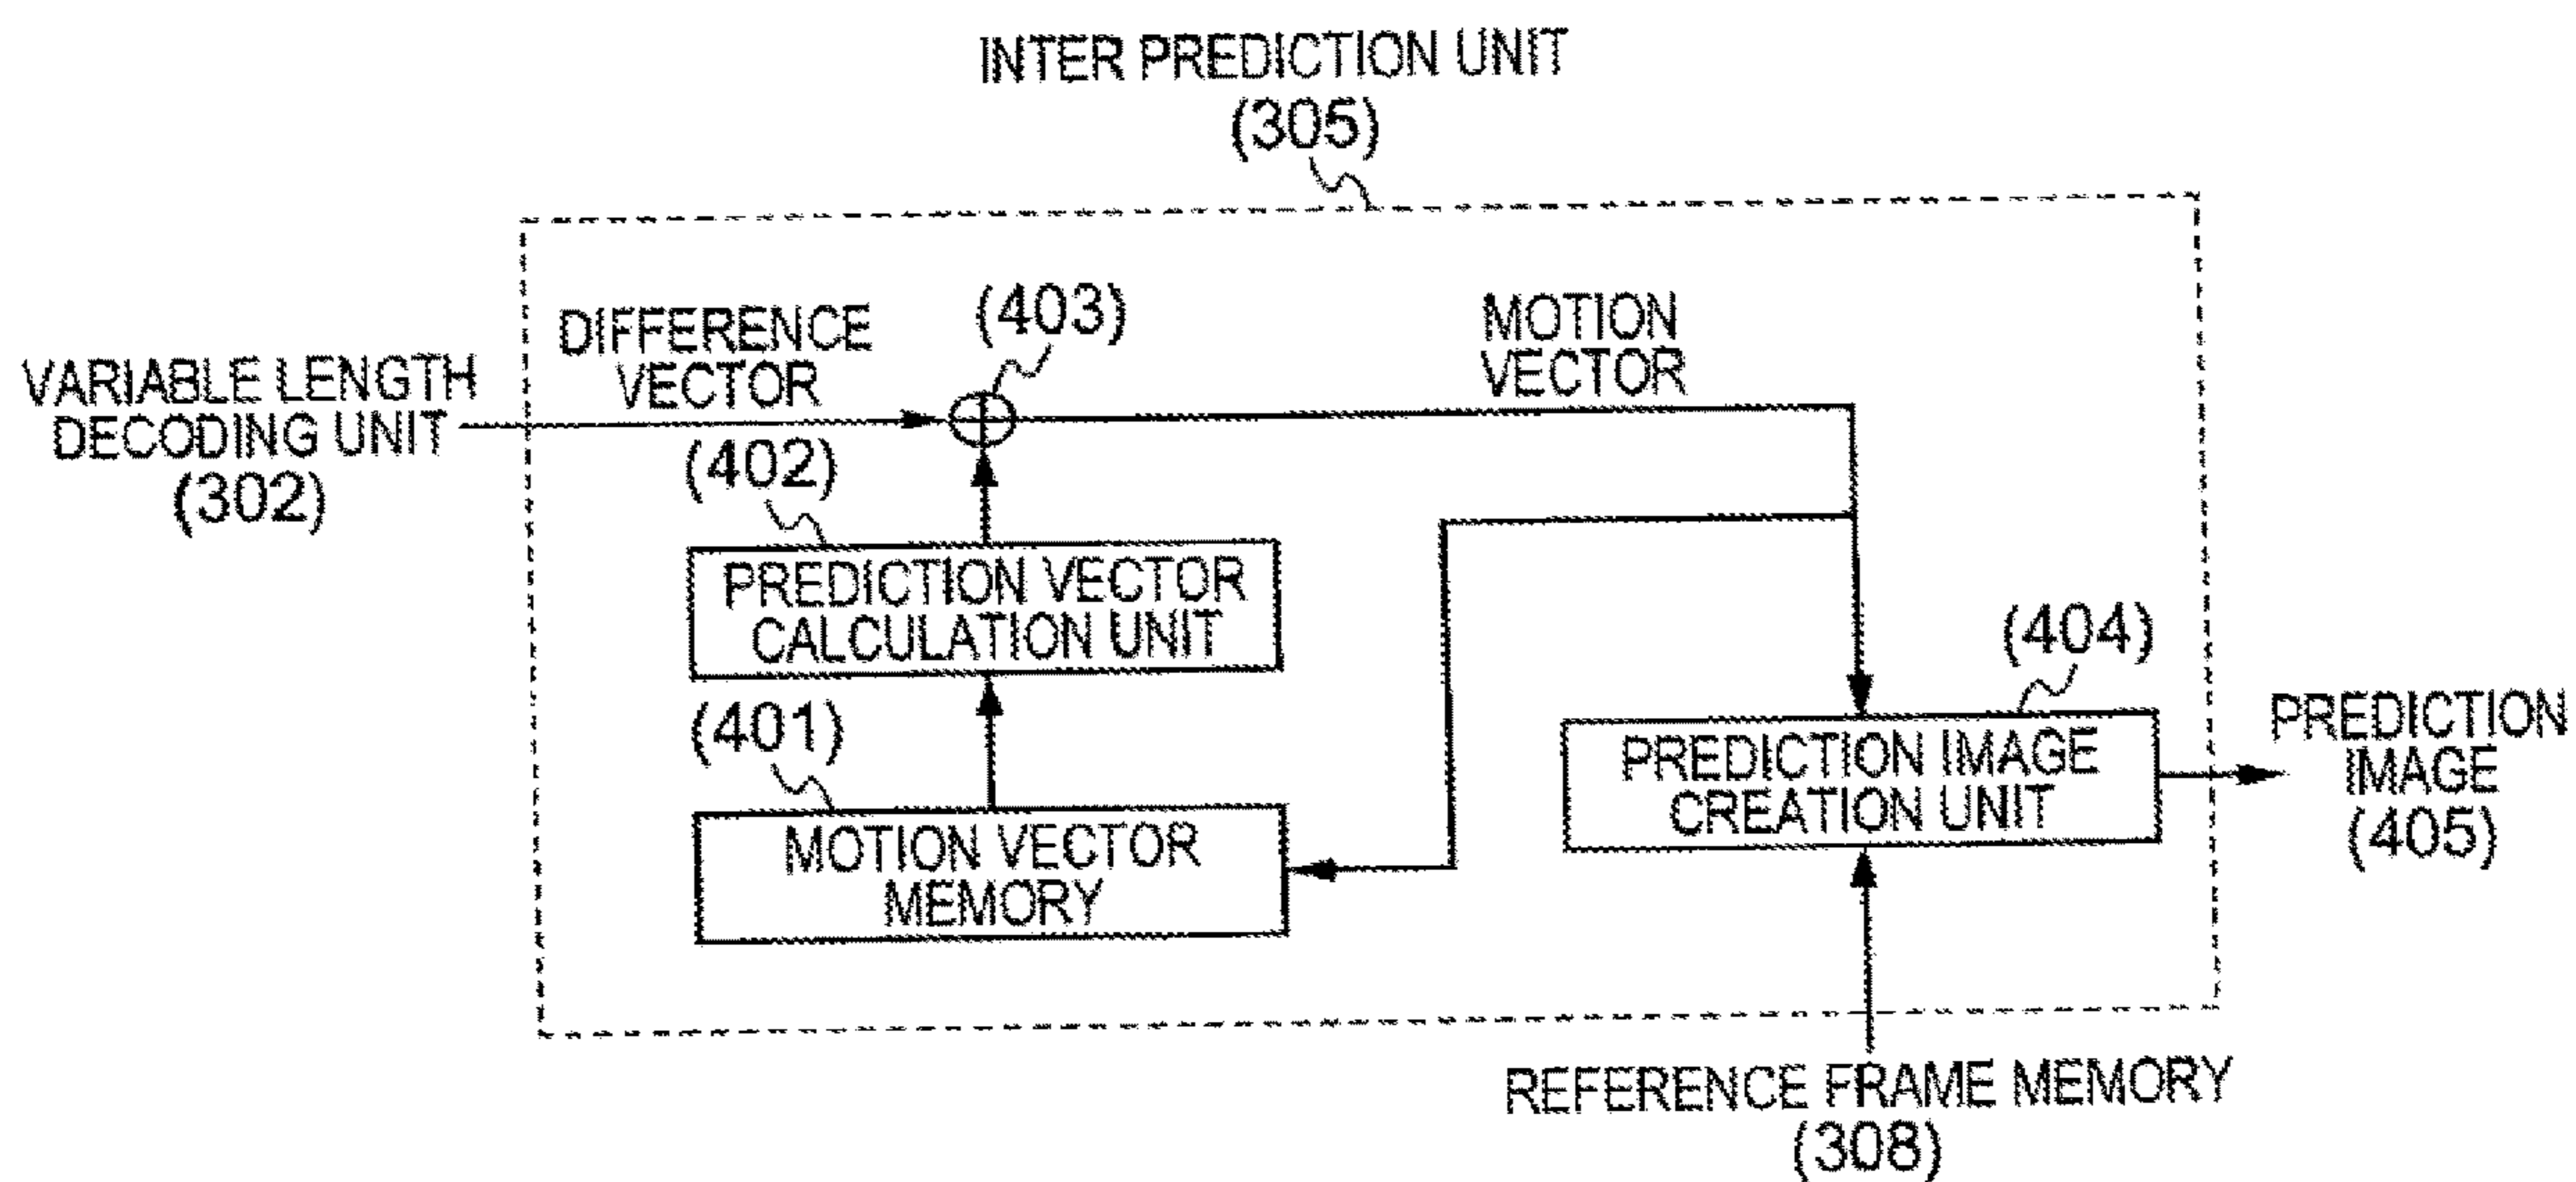 INTER PREDICTION UNIT
(305)
DIFFERENCE
VECTOR
(403)
MOTION
VECTOR
VARIABLE LENGTH
DECODING UNIT
(302)
(402)
PREDICTION VECTOR
CALCULATION UNIT
(401)
MOTION VECTOR
MEMORY
(404)
PREDICTION IMAGE
CREATION UNIT
PREDICTION
IMAGE
(405)
REFERENCE FRAME MEMORY
(308)